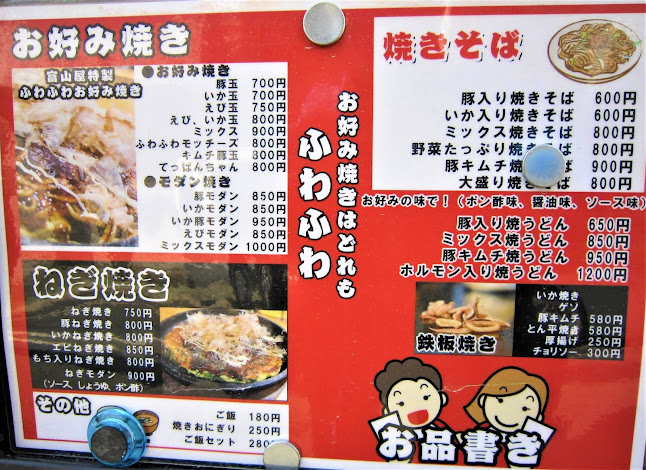 お好み焼き
富山屋特製
ふわふわお好み焼き
●お好み焼き
豚玉 700円
いか玉 700円
えび玉 750円
えび、いか玉 800円
ミックス 900円
ふわふわモッチーズ 800円
キムチ豚玉 800円
てっぱんちゃん 800円
●モダン焼き
豚モダン 850円
いかモダン 850円
いか豚モダン 950円
えびモダン 850円
ミックスモダン 1000円
ねぎ焼き
ねぎ焼き 750円
豚ねぎ焼き 800円
いかねぎ焼き 800円
エビねぎ焼き 850円
もち入りねぎ焼き 800円
ねぎモダン 900円
(ソース、しょうゆ、ポン酢)
その他
ご飯 180円
焼きおにぎり 250円
ご飯セット 280
お好み焼きはどれも
ふわふわ
焼きそば
豚入り焼きそば 600円
いか入り焼きそば 600円
ミックス焼きそば 800円
野菜たっぷり焼きそば 800円
豚キムチ焼きそば 900円
大盛り焼きそば 800円
お好みの味で!(ポン酢味、醤油味、ソース味)
豚入り焼うどん 650円
ミックス焼うどん 850円
豚キムチ焼うどん 950円
ホルモン入り焼うどん 1200円
鉄板焼き
いか焼き
ゲソ
豚キムチ 580円
とん平焼き 580円
厚揚げ 250円
チョリソー 300円
お品書き